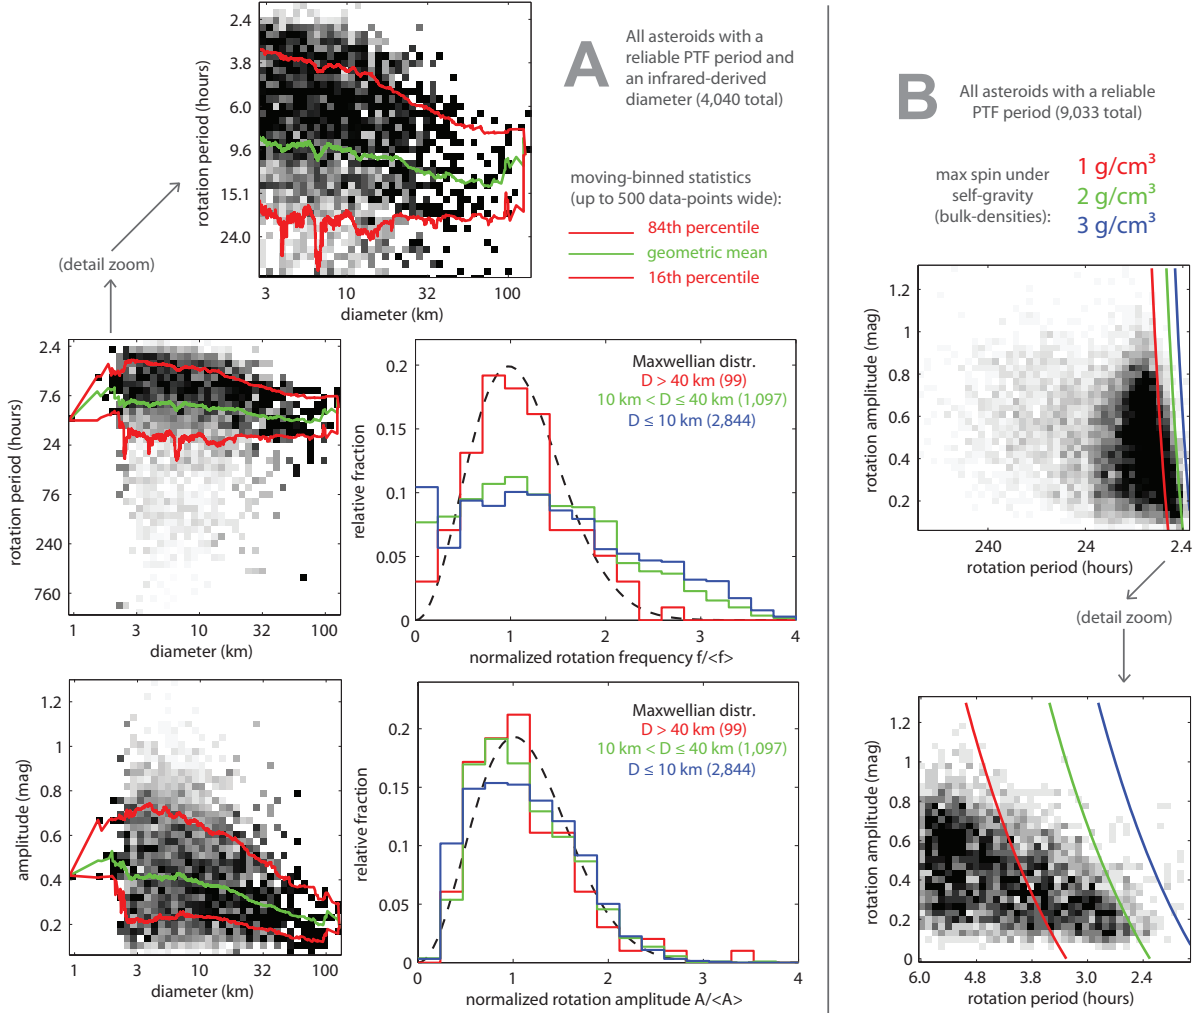 A
All asteroids with a
reliable PTF period and
an infrared-derived
diameter (4,040 total)
moving-binned statistics
(up to 500 data-points wide):
84th percentile
geometric mean
16th percentile
rotation period (hours)
2.4
3.8
6.0
9.6
15.1
24.0
3 10 32 100
diameter (km)
(detail zoom)
rotation period (hours)
2.4
7.6
24
76
240
760
1 3 10 32 100
diameter (km)
relative fraction
0.2
0.15
0.1
0.05
0
0 1 2 3 4
normalized rotation frequency f/<f>
Maxwellian distr.
D > 40 km (99)
10 km < D ≤ 40 km (1,097)
D ≤ 10 km (2,844)
amplitude (mag)
1.2
1
0.8
0.6
0.4
0.2
1 3 10 32 100
diameter (km)
relative fraction
0.2
0.15
0.1
0.05
0
0 1 2 3 4
normalized rotation amplitude A/<A>
Maxwellian distr.
D > 40 km (99)
10 km < D ≤ 40 km (1,097)
D ≤ 10 km (2,844)
B
All asteroids with a reliable
PTF period (9,033 total)
max spin under
self-gravity
(bulk-densities):
1 g/cm³
2 g/cm³
3 g/cm³
rotation amplitude (mag)
1.2
1
0.8
0.6
0.4
0.2
240 24 2.4
rotation period (hours)
(detail zoom)
rotation amplitude (mag)
1.2
1
0.8
0.6
0.4
0.2
0
6.0 4.8 3.8 3.0 2.4
rotation period (hours)